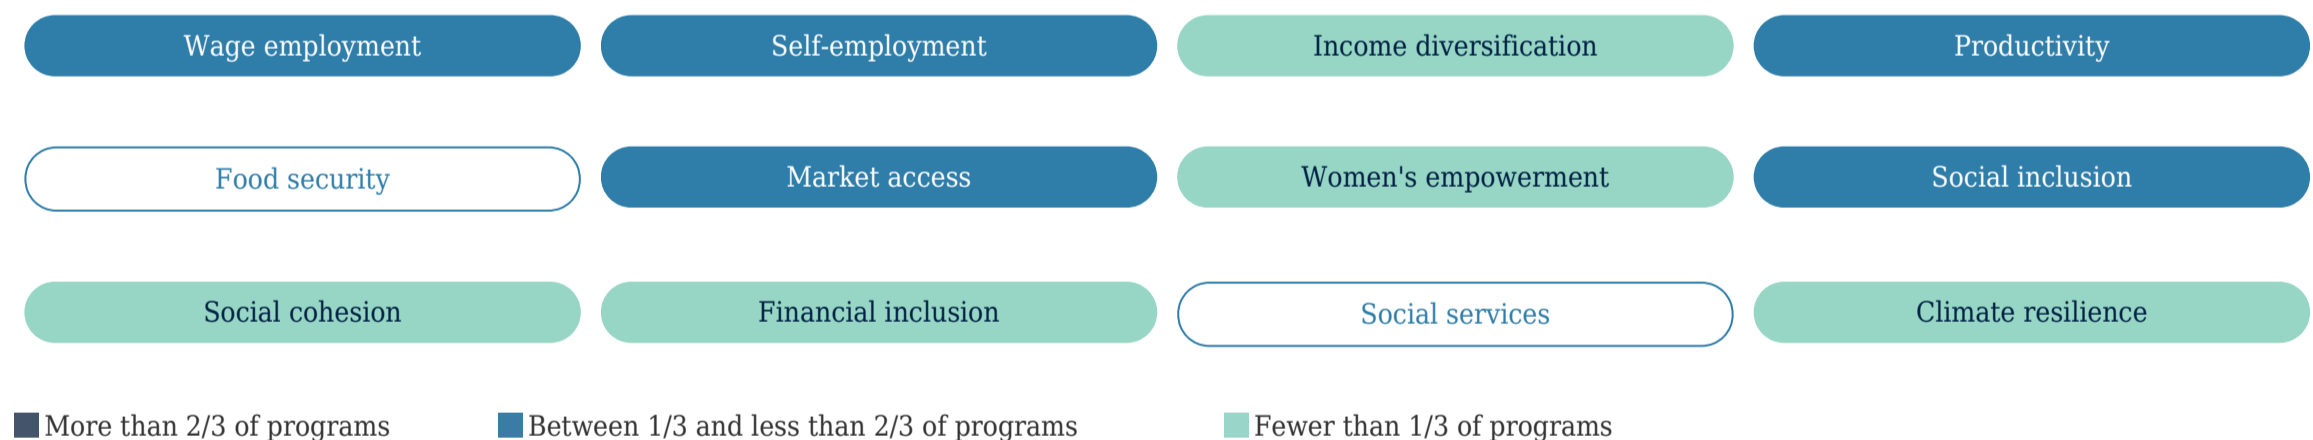 Wage employment
Self-employment
Income diversification
Productivity
Food security
Market access
Women's empowerment
Social inclusion
Social cohesion
Financial inclusion
Social services
Climate resilience
More than 2/3 of programs
Between 1/3 and less than 2/3 of programs
Fewer than 1/3 of programs